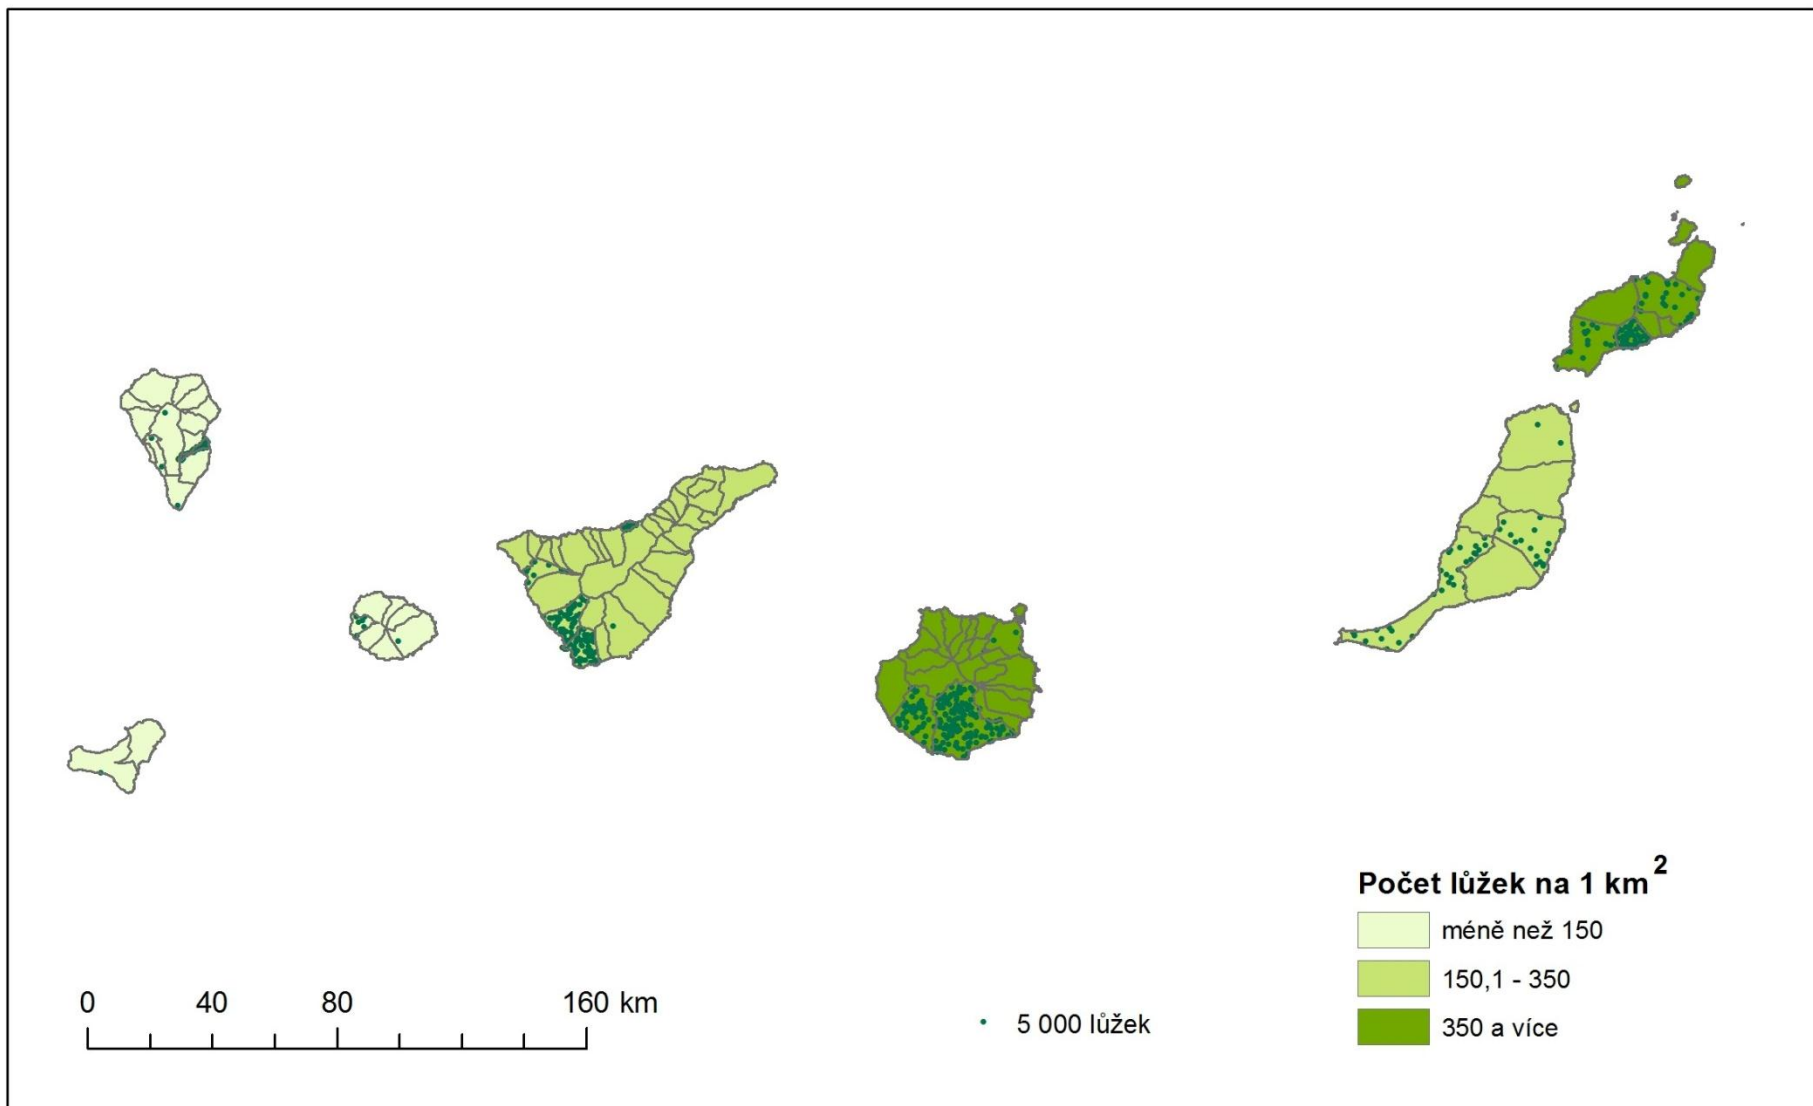 Počet lůžek na 1 km²
méně než 150
150,1 - 350
350 a více
5 000 lůžek
0 40 80 160 km